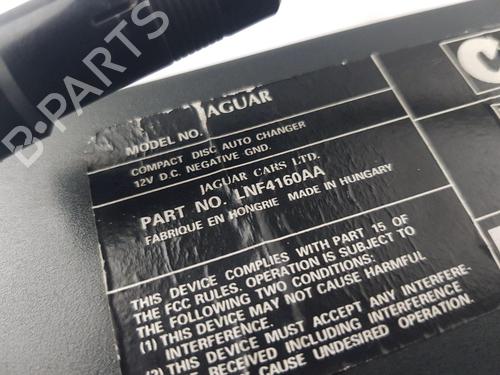 B-PARTS
JAGUAR
MODEL NO.
COMPACT DISC AUTO CHANGER
12V D.C. NEGATIVE GND.
JAGUAR CARS LTD.
PART NO. LNF4160AA
FABRIQUE EN HONGRIE MADE IN HUNGARY
THIS DEVICE COMPLIES WITH PART 15 OF
THE FCC RULES. OPERATION IS SUBJECT TO
THE FOLLOWING TWO CONDITIONS:
(1) THIS DEVICE MAY NOT CAUSE HARMFUL
INTERFERENCE.
(2) THIS DEVICE MUST ACCEPT ANY INTERFERE-
RECEIVED INCLUDING INTERFERENCE
CAUSE UNDESIRED OPERATION.